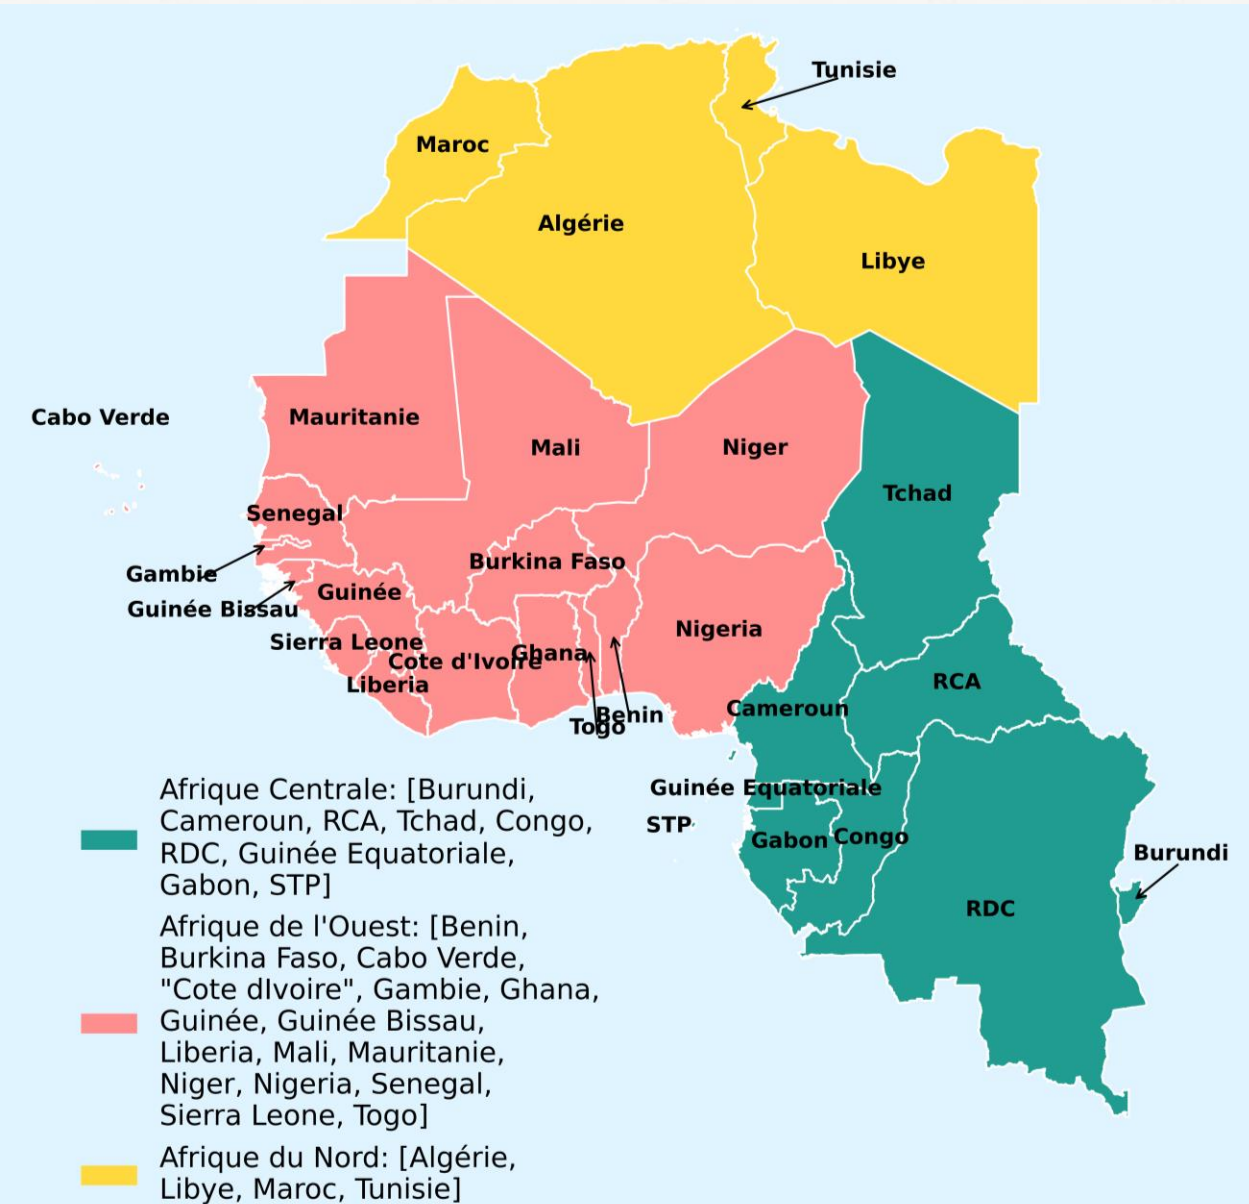 Tunisie
Maroc
Algérie
Libye
Cabo Verde
Mauritanie
Mali
Niger
Tchad
Senegal
Burkina Faso
Gambie
Guinée
Guinée Bissau
Nigeria
Sierra Leone
Ghana
Cote d'Ivoire
RCA
Liberia
Cameroun
Benin
Togo
Guinée Equatoriale
STP
Gabon
Congo
Burundi
RDC
Afrique Centrale: [Burundi,
Cameroun, RCA, Tchad, Congo,
RDC, Guinée Equatoriale,
Gabon, STP]
Afrique de l'Ouest: [Benin,
Burkina Faso, Cabo Verde,
"Cote dIvoire", Gambie, Ghana,
Guinée, Guinée Bissau,
Liberia, Mali, Mauritanie,
Niger, Nigeria, Senegal,
Sierra Leone, Togo]
Afrique du Nord: [Algérie,
Libye, Maroc, Tunisie]